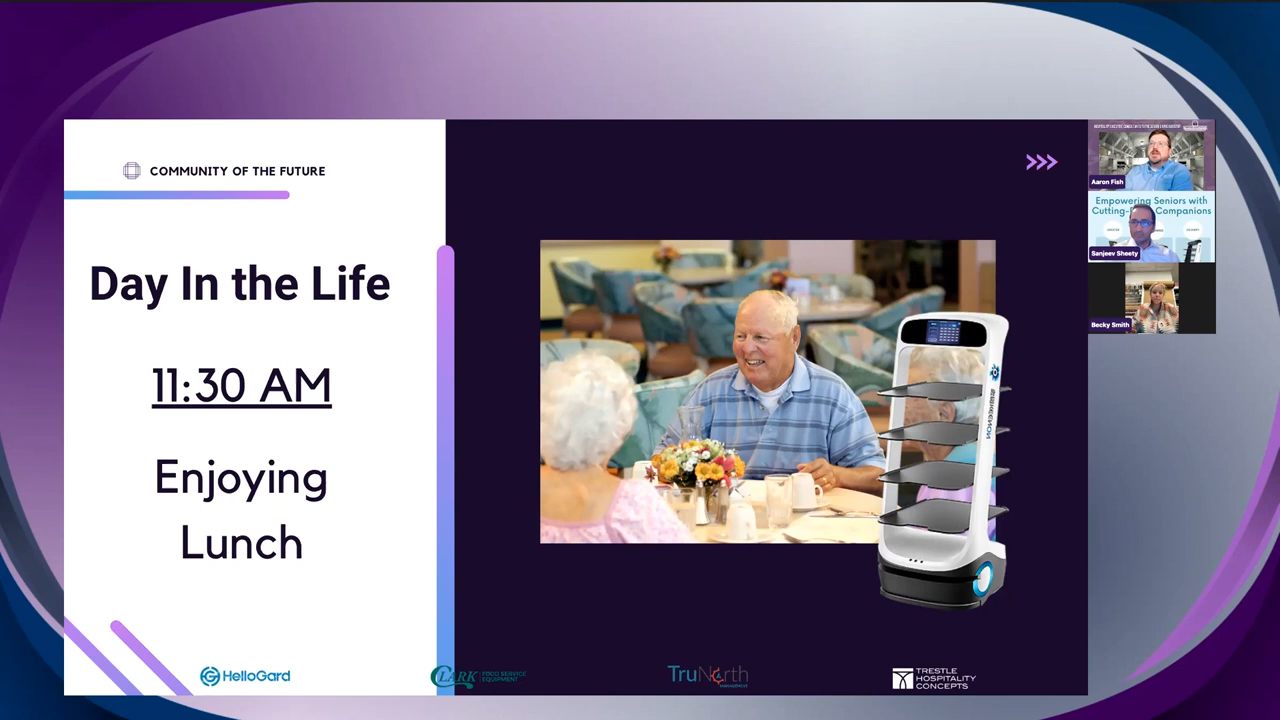 COMMUNITY OF THE FUTURE
Day In the Life
11:30 AM
Enjoying
Lunch
HelloGard
CLARK FOOD SERVICE
EQUIPMENT
TruNorth
MANAGEMENT
TRESTLE
HOSPITALITY
CONCEPTS
Aaron Fish
Empowering Seniors with
Companions
Sanjeev Sheety
Becky Smith